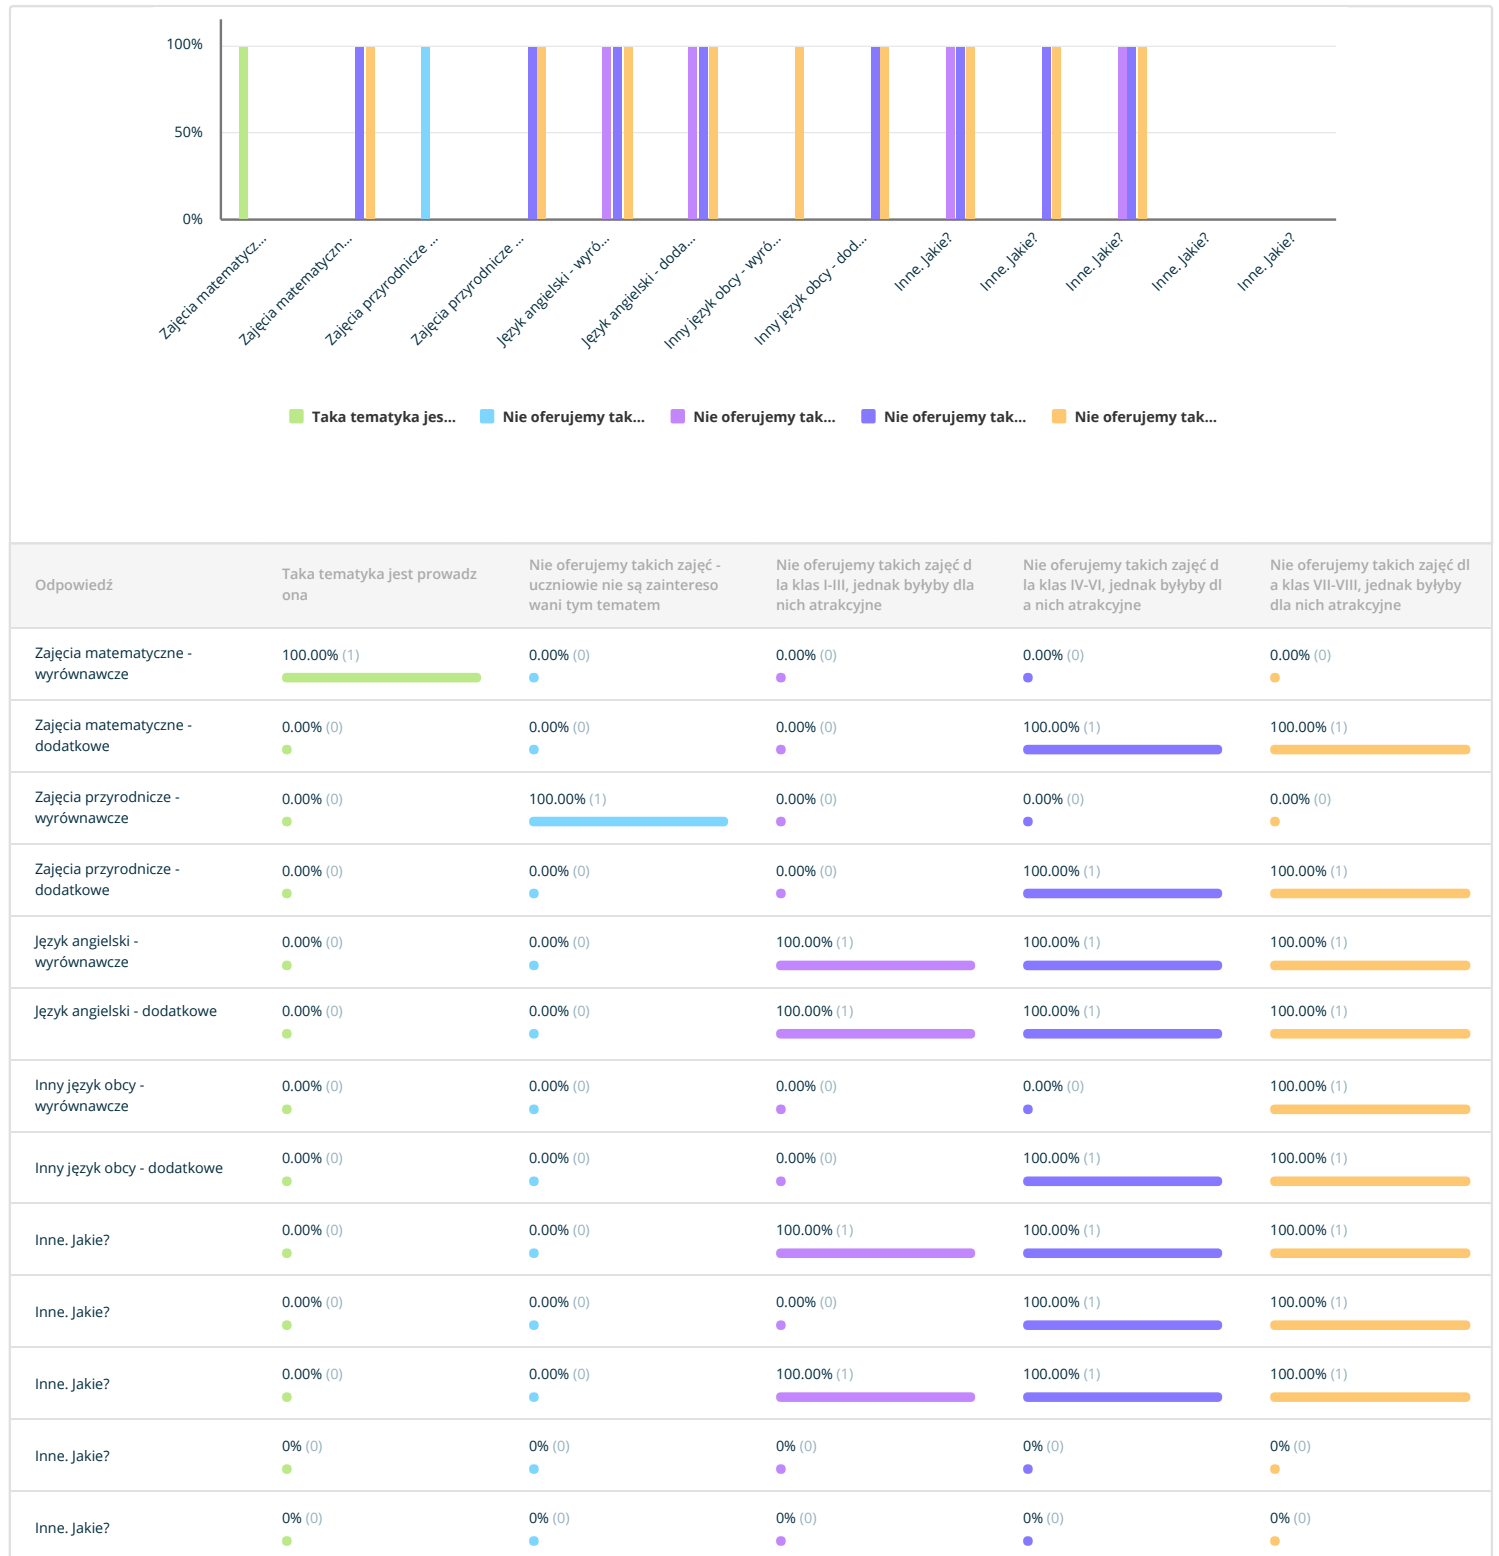 100%
50%
0%
Zajęcia matematycz...
Zajęcia matematyczn...
Zajęcia przyrodnicze ...
Zajęcia przyrodnicze ...
Język angielski - wyró...
Język angielski - doda...
Inny język obcy - wyró...
Inny język obcy - dod...
Inne. Jakie?
Inne. Jakie?
Inne. Jakie?
Inne. Jakie?
Inne. Jakie?
Taka tematyka jes... Nie oferujemy tak... Nie oferujemy tak... Nie oferujemy tak... Nie oferujemy tak...
Odpowiedź
Taka tematyka jest prowadz
ona
Nie oferujemy takich zajęć -
uczniowie nie są zaintereso
wani tym tematem
Nie oferujemy takich zajęć d
la klas I-III, jednak byłyby dla
nich atrakcyjne
Nie oferujemy takich zajęć d
la klas IV-VI, jednak byłyby dl
a nich atrakcyjne
Nie oferujemy takich zajęć dl
a klas VII-VIII, jednak byłyby
dla nich atrakcyjne
Zajęcia matematyczne -
wyrównawcze
100.00% (1) 0.00% (0) 0.00% (0) 0.00% (0) 0.00% (0)
Zajęcia matematyczne -
dodatkowe
0.00% (0) 0.00% (0) 0.00% (0) 100.00% (1) 100.00% (1)
Zajęcia przyrodnicze -
wyrównawcze
0.00% (0) 100.00% (1) 0.00% (0) 0.00% (0) 0.00% (0)
Zajęcia przyrodnicze -
dodatkowe
0.00% (0) 0.00% (0) 0.00% (0) 100.00% (1) 100.00% (1)
Język angielski -
wyrównawcze
0.00% (0) 0.00% (0) 100.00% (1) 100.00% (1) 100.00% (1)
Język angielski - dodatkowe
0.00% (0) 0.00% (0) 100.00% (1) 100.00% (1) 100.00% (1)
Inny język obcy -
wyrównawcze
0.00% (0) 0.00% (0) 0.00% (0) 0.00% (0) 100.00% (1)
Inny język obcy - dodatkowe
0.00% (0) 0.00% (0) 0.00% (0) 100.00% (1) 100.00% (1)
Inne. Jakie?
0.00% (0) 0.00% (0) 100.00% (1) 100.00% (1) 100.00% (1)
Inne. Jakie?
0.00% (0) 0.00% (0) 0.00% (0) 100.00% (1) 100.00% (1)
Inne. Jakie?
0.00% (0) 0.00% (0) 100.00% (1) 100.00% (1) 100.00% (1)
Inne. Jakie?
0% (0) 0% (0) 0% (0) 0% (0) 0% (0)
Inne. Jakie?
0% (0) 0% (0) 0% (0) 0% (0) 0% (0)